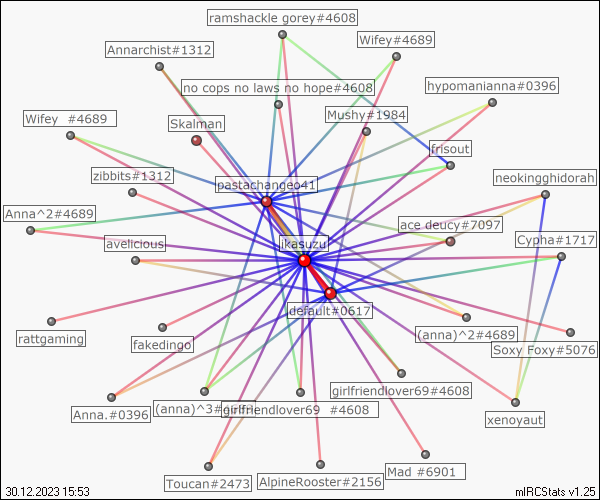 ramshackle gorey#4608
Wifey#4689
Annarchist#1312
no cops no laws no hope#4608
hypomanianna#0396
Wifey #4689
Skalman
Mushy#1984
frisout
zibbits#1312
pastachangeo41
neokingghidorah
Anna^2#4689
ace deucy#7097
avelicious
ikasuzu
Cypha#1717
default#0617
rattgaming
fakedingo
(anna)^2#4689
Soxy Foxy#5076
girlfriendlover69#4608
Anna.#0396
(anna)^3#
girlfriendlover69 #4608
xenoyaut
Toucan#2473
AlpineRooster#2156
Mad #6901
30.12.2023 15:53
mIRCStats v1.25